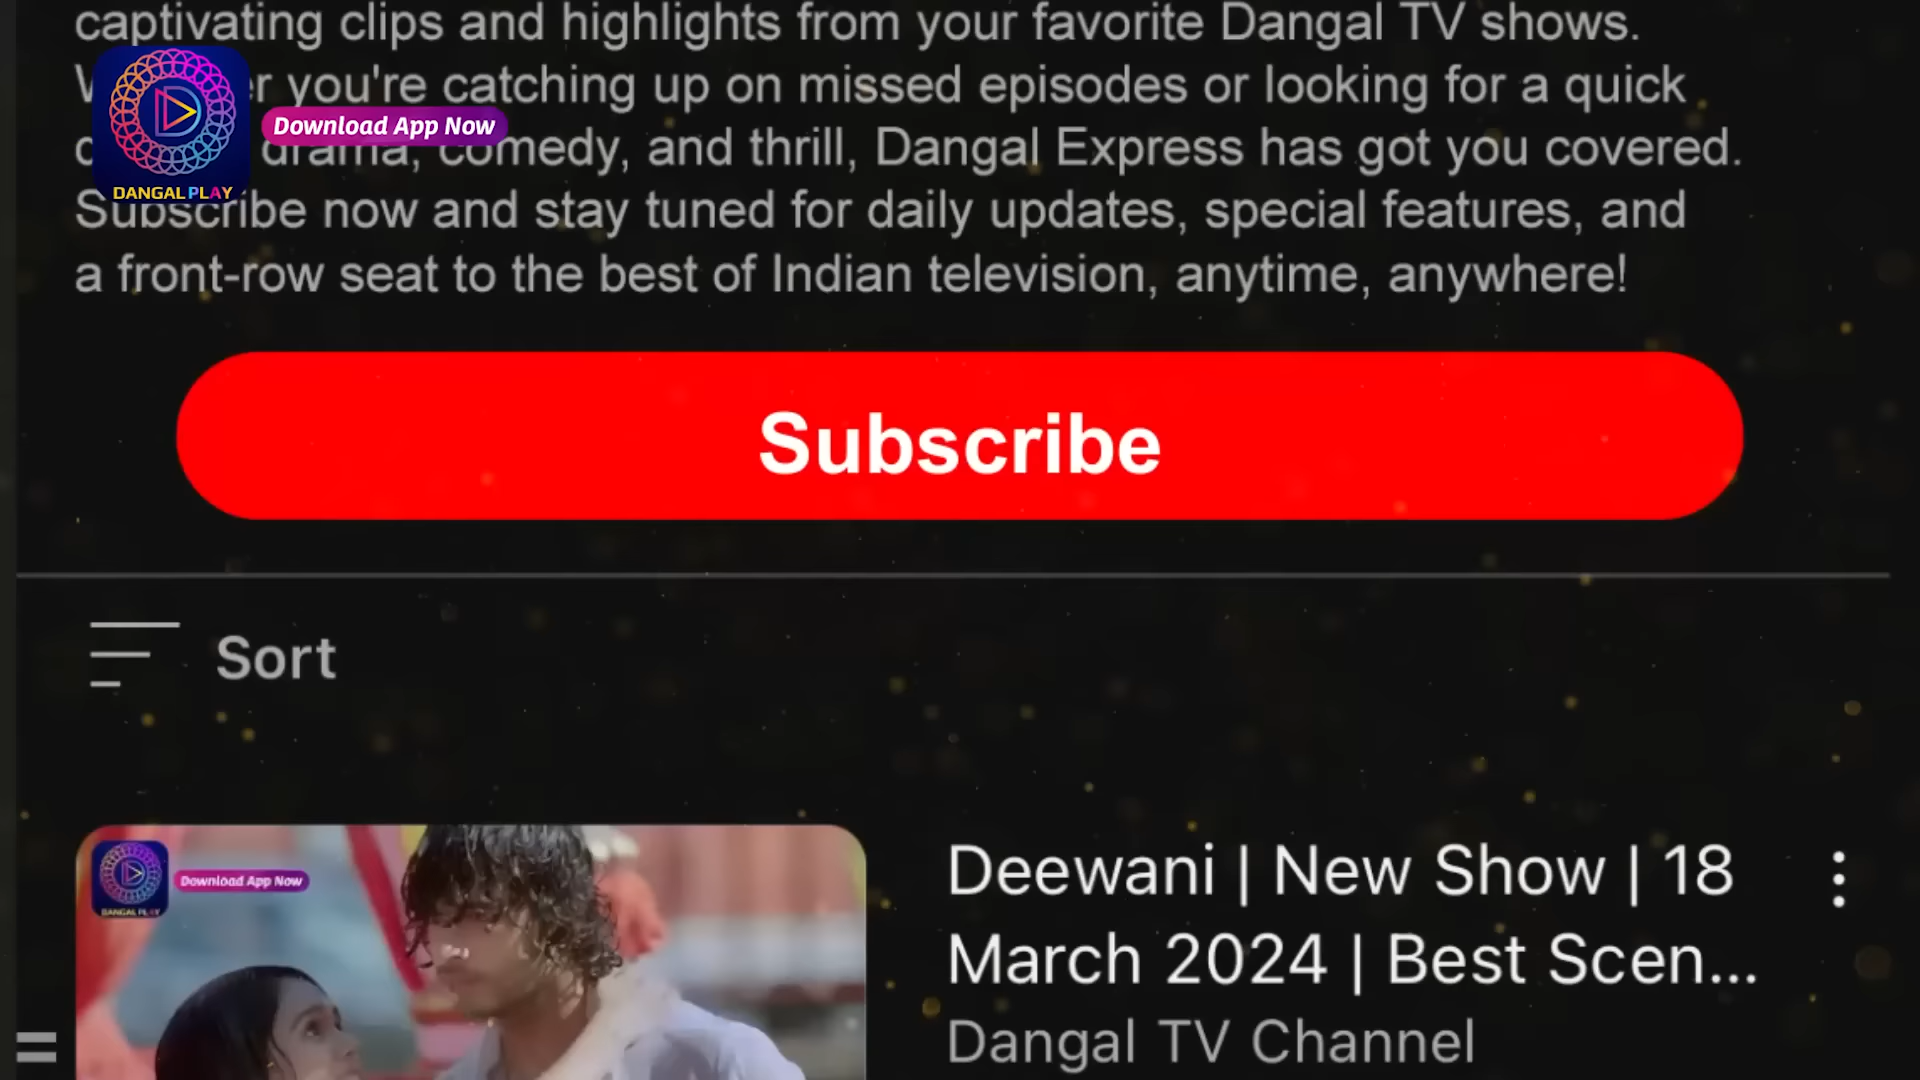 captivating clips and highlights from your favorite Dangal TV shows.
you're catching up on missed episodes or looking for a quick
drama, comedy, and thrill, Dangal Express has got you covered.
Subscribe now and stay tuned for daily updates, special features, and
a front-row seat to the best of Indian television, anytime, anywhere!
Download App Now
DANGAL PLAY
Subscribe
Sort
Download App Now
DANGAL PLAY
Deewani | New Show | 18
March 2024 | Best Scen...
Dangal TV Channel